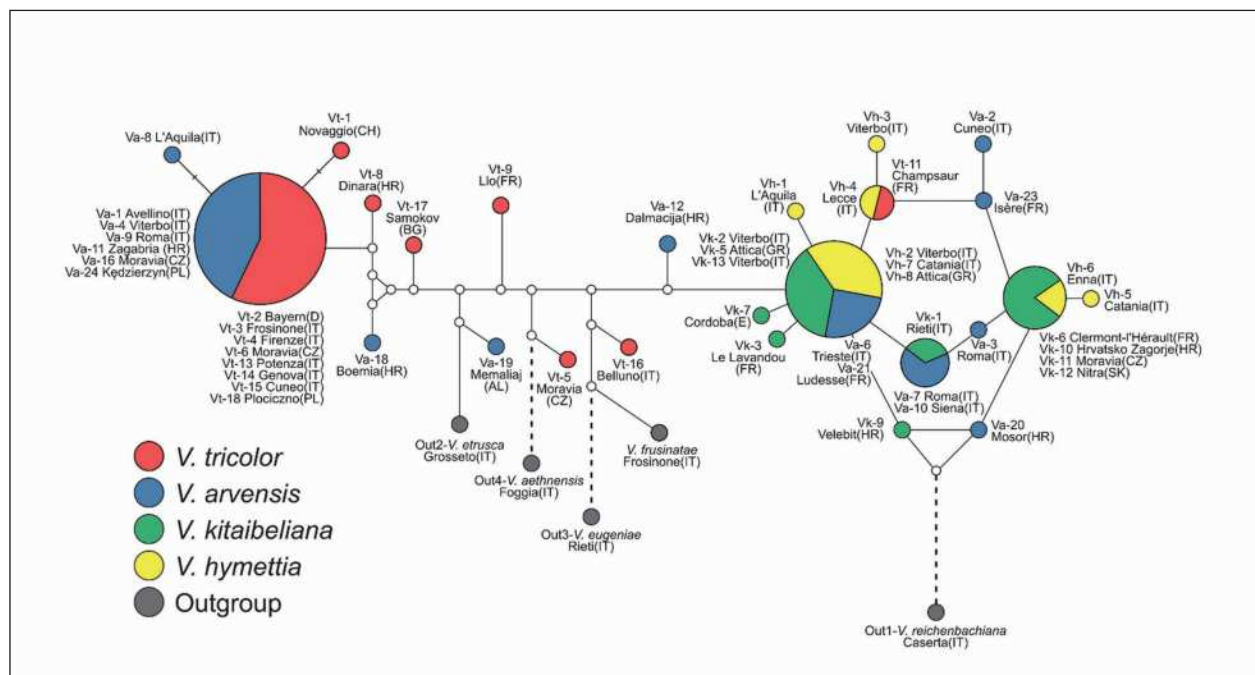 Va-8 L'Aquila(IT)
Vt-1
Novaggio(CH)
Va-1 Avellino(IT)
Va-4 Viterbo(IT)
Va-9 Roma(IT)
Va-11 Zagabria (HR)
Va-16 Moravia(CZ)
Va-24 Kędzierzyn(PL)
Vt-2 Bayern(D)
Vt-3 Frosinone(IT)
Vt-4 Firenze(IT)
Vt-6 Moravia(CZ)
Vt-13 Potenza(IT)
Vt-14 Genova(IT)
Vt-15 Cuneo(IT)
Vt-18 Plociczno(PL)
Vt-8
Dinara(HR)
Vt-17
Samokov
(BG)
Va-18
Boemia(HR)
Vt-9
Llo(FR)
Va-19
Memaliaj
(AL)
Vt-5
Moravia
(CZ)
Vt-16
Belluno(IT)
Out2-V. etrusca
Grosseto(IT)
Out4-V. aethnensis
Foggia(IT)
Out3-V. eugeniae
Rieti(IT)
V. frusinatae
Frosinone(IT)
Va-12
Dalmacija(HR)
Vh-1
L'Aquila
(IT)
Vk-2 Viterbo(IT)
Vk-5 Attica(GR)
Vk-13 Viterbo(IT)
Vk-7
Cordoba(E)
Vk-3
Le Lavandou
(FR)
Vh-3
Viterbo(IT)
Vh-4
Lecce
(IT)
Vt-11
Champsaur
(FR)
Va-2
Cuneo(IT)
Va-23
Isère(FR)
Vh-2 Viterbo(IT)
Vh-7 Catania(IT)
Vh-8 Attica(GR)
Va-6
Trieste(IT)
Va-21
Ludesse(FR)
Vk-1
Rieti(IT)
Va-3
Roma(IT)
Va-7 Roma(IT)
Va-10 Siena(IT)
Vh-6
Enna(IT)
Vh-5
Catania(IT)
Vk-6 Clermont-l'Hérault(FR)
Vk-10 Hrvatsko Zagorje(HR)
Vk-11 Moravia(CZ)
Vk-12 Nitra(SK)
Vk-9
Velebit(HR)
Va-20
Mosor(HR)
Out1-V. reichenbachiana
Caserta(IT)
V. tricolor
V. arvensis
V. kitaibeliana
V. hymettia
Outgroup